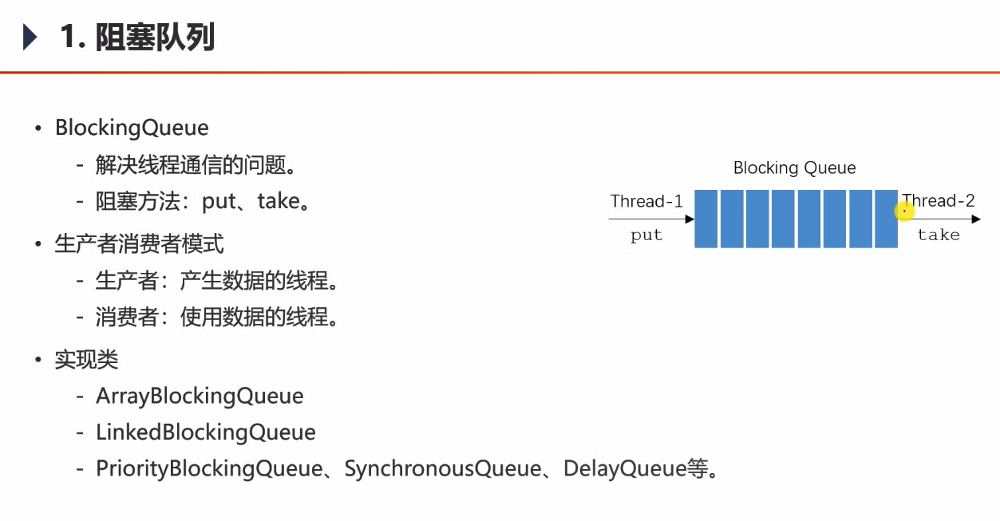 1. 阻塞队列
• BlockingQueue
- 解决线程通信的问题。
- 阻塞方法：put、take。
• 生产者消费者模式
- 生产者：产生数据的线程。
- 消费者：使用数据的线程。
• 实现类
- ArrayBlockingQueue
- LinkedBlockingQueue
- PriorityBlockingQueue、SynchronousQueue、DelayQueue等。
Blocking Queue
Thread-1
put
Thread-2
take